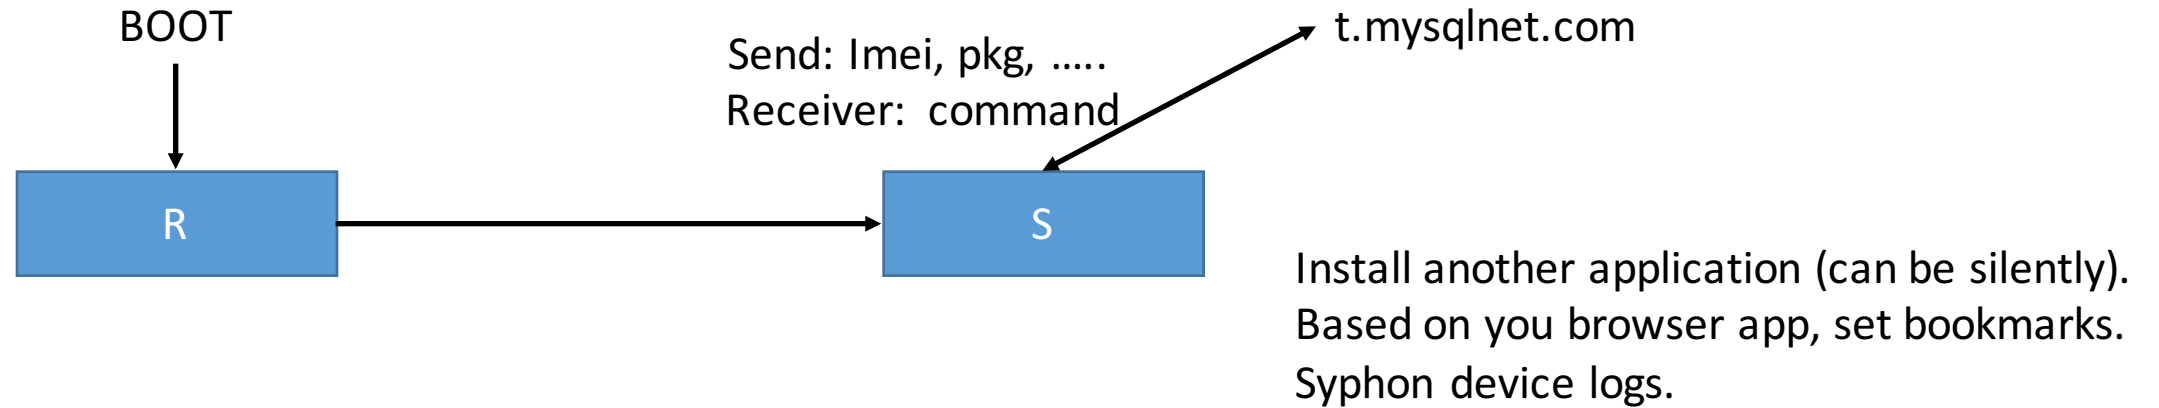 BOOT
t.mysqlnet.com
Send: Imei, pkg, .....
Receiver: command
R
S
Install another application (can be silently).
Based on you browser app, set bookmarks.
Syphon device logs.